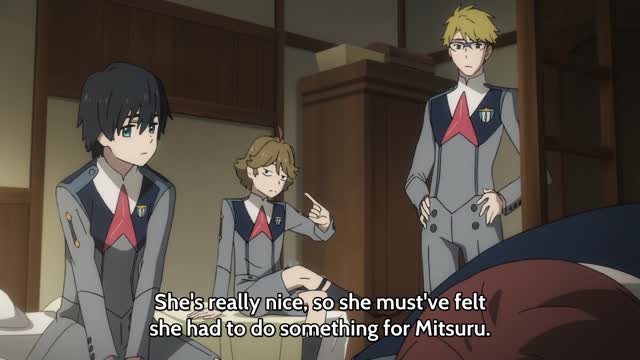 She's really nice, so she must've felt
she had to do something for Mitsuru.